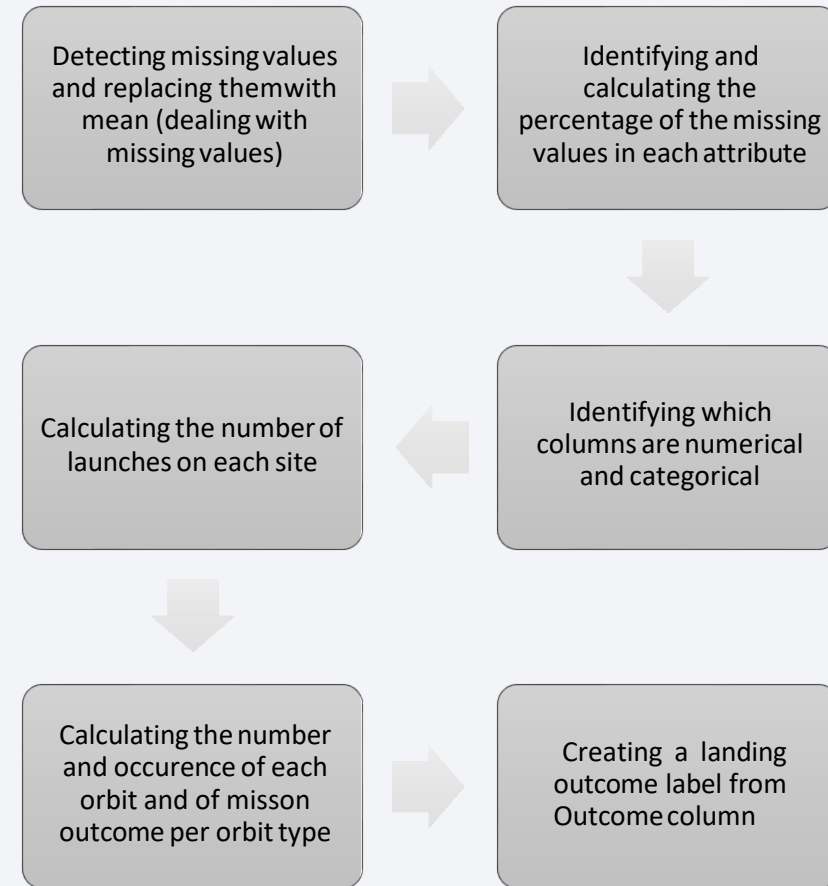 Detecting missing values
and replacing themwith
mean (dealing with
missing values)
Identifying and
calculating the
percentage of the missing
values in each attribute
Identifying which
columns are numerical
and categorical
Calculating the number of
launches on each site
Calculating the number
and occurence of each
orbit and of misson
outcome per orbit type
Creating a landing
outcome label from
Outcome column